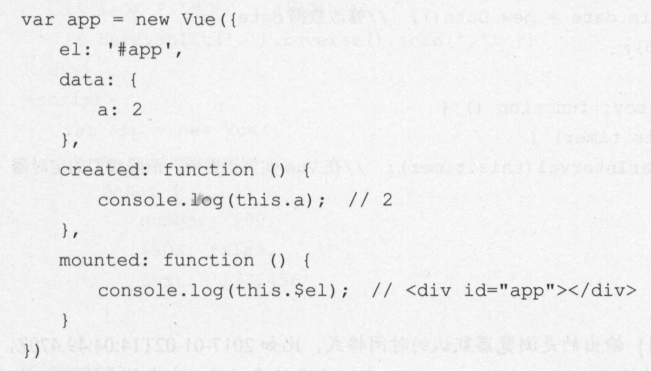 var app = new Vue({
    el: '#app',
    data: {
        a: 2
    },
    created: function () {
        console.log(this.a);  // 2
    },
    mounted: function () {
        console.log(this.$el);  // <div id="app"></div>
    }
})